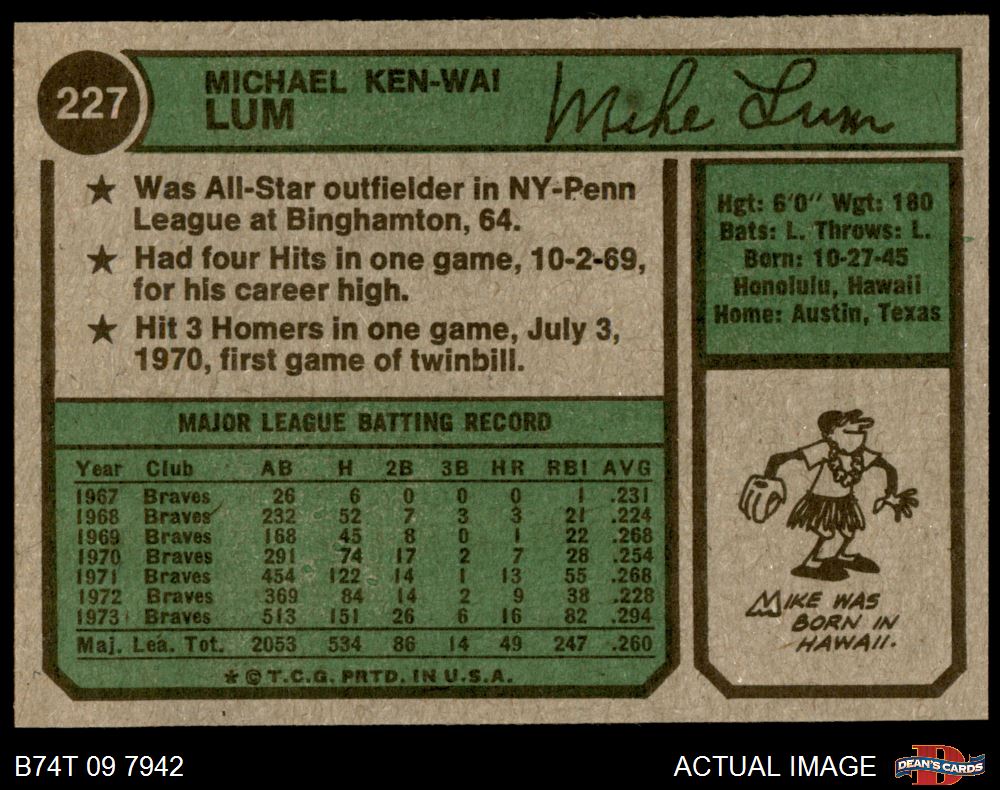 227
MICHAEL KEN-WAI
LUM
Mike Lum
★ Was All-Star outfielder in NY-Penn
League at Binghamton, 64.
★ Had four Hits in one game, 10-2-69,
for his career high.
★ Hit 3 Homers in one game, July 3,
1970, first game of twinbill.
Hgt: 6'0" Wgt: 180
Bats: L. Throws: L.
Born: 10-27-45
Honolulu, Hawaii
Home: Austin, Texas
MAJOR LEAGUE BATTING RECORD
Year Club AB H 2B 3B HR RBI AVG
1967 Braves 26 6 0 0 0 1 .231
1968 Braves 232 52 7 3 3 21 .224
1969 Braves 168 45 8 0 1 22 .268
1970 Braves 291 74 17 2 7 28 .254
1971 Braves 454 122 14 1 13 55 .268
1972 Braves 369 84 14 2 9 38 .228
1973 Braves 513 151 26 6 16 82 .294
Maj. Lea. Tot. 2053 534 86 14 49 247 .260
★ © T.C.G. PRTD. IN U.S.A.
MIKE WAS
BORN IN
HAWAII.
B74T 09 7942
ACTUAL IMAGE
DEAN'S CARDS